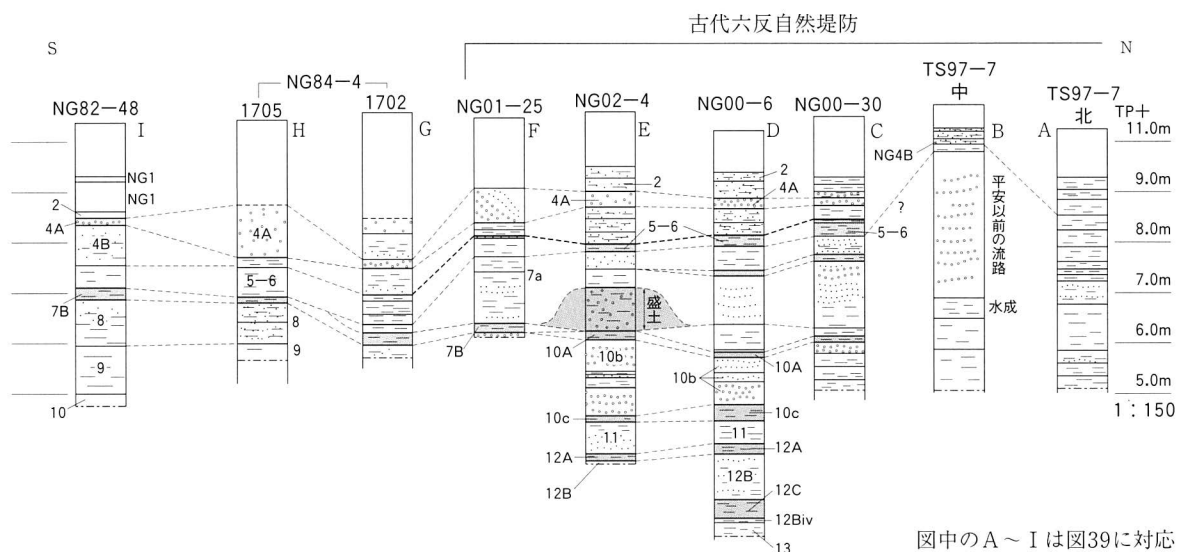 古代六反自然堤防
S
N
NG84-4
NG82-48
I
1705
H
1702
G
NG01-25
F
NG02-4
E
NG00-6
D
NG00-30
C
TS97-7
中
B
TS97-7
北
A
TP+
11.0m
9.0m
8.0m
7.0m
6.0m
5.0m
1:150
NG1
NG1
2
4A
4B
7B
8
9
10
4A
5-6
8
9
7a
7B
2
4A
5-6
盛土
10A
10b
10c
11
12A
12B
2
4A
10A
10b
10c
11
12A
12B
12C
12Biv
13
?
5-6
NG4B
平安以前の流路
水成
図中のA～Iは図39に対応